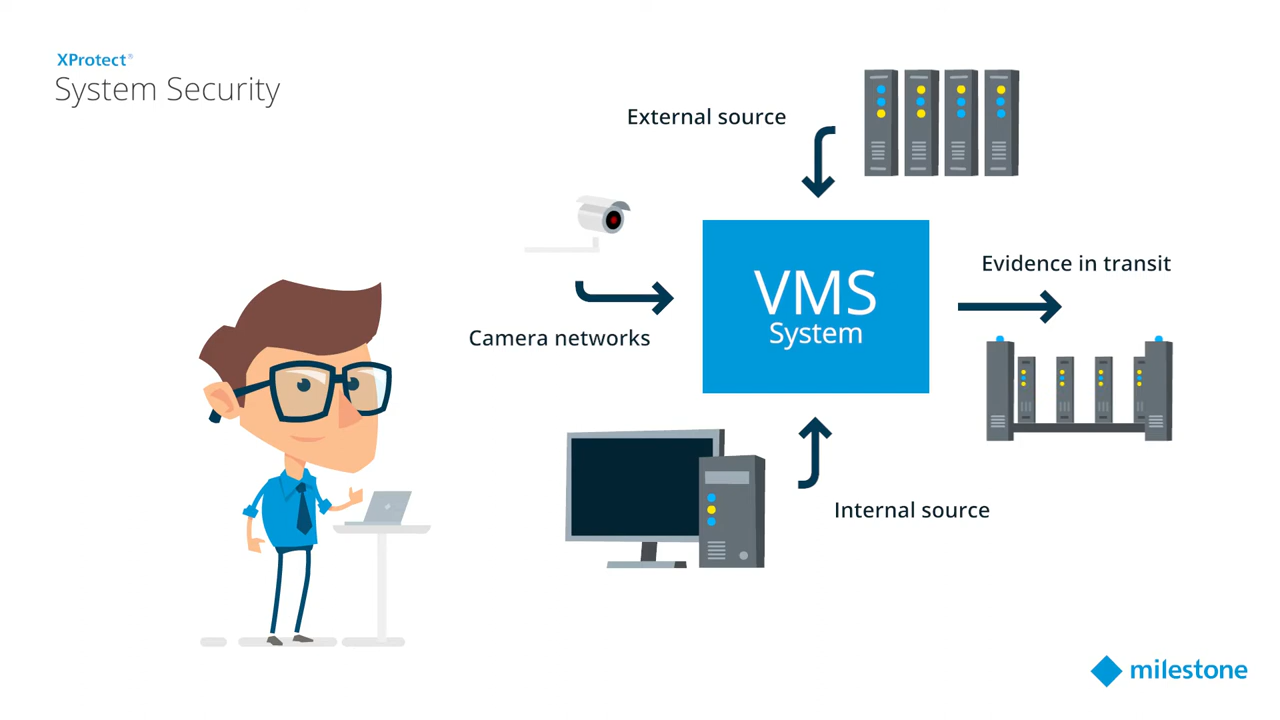 XProtect®
System Security
External source
VMS
System
Evidence in transit
Camera networks
Internal source
milestone